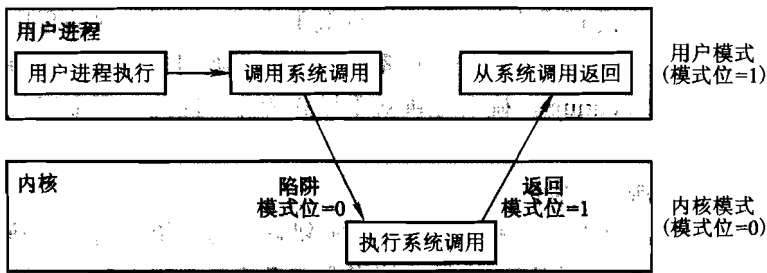 用户进程
用户进程执行
调用系统调用
从系统调用返回
用户模式
(模式位=1)
内核
陷阱
模式位=0
返回
模式位=1
执行系统调用
内核模式
(模式位=0)